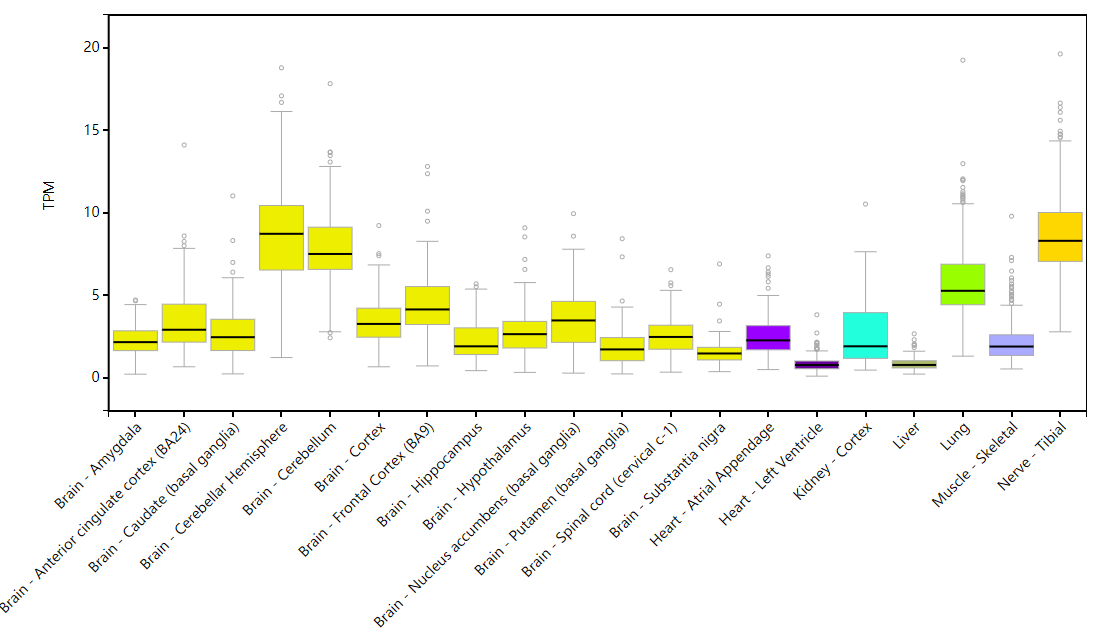 20
15
10
5
0
TPM
Brain - Amygdala
Brain - Anterior cingulate cortex (BA24)
Brain - Caudate (basal ganglia)
Brain - Cerebellar Hemisphere
Brain - Cerebellum
Brain - Cortex
Brain - Frontal Cortex (BA9)
Brain - Hippocampus
Brain - Hypothalamus
Brain - Nucleus accumbens (basal ganglia)
Brain - Putamen (basal ganglia)
Brain - Spinal cord (cervical c-1)
Brain - Substantia nigra
Heart - Atrial Appendage
Heart - Left Ventricle
Kidney - Cortex
Liver
Lung
Muscle - Skeletal
Nerve - Tibial